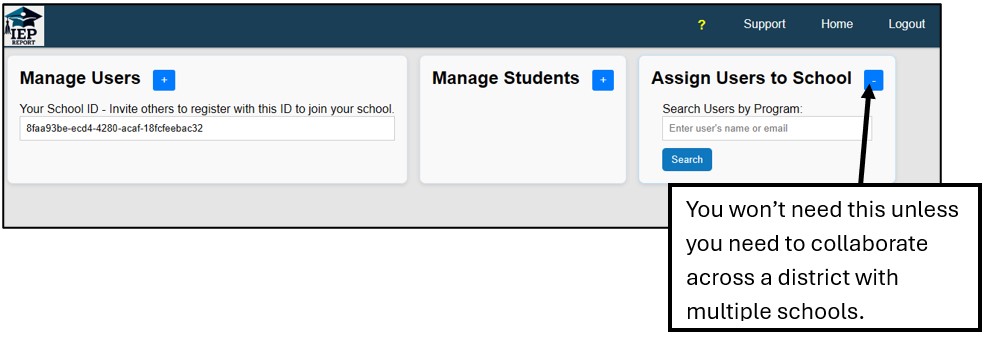 IEP
REPORT
? Support Home Logout
Manage Users +
Your School ID - Invite others to register with this ID to join your school.
8faa93be-ecd4-4280-acaf-18fcfeebac32
Manage Students +
Assign Users to School -
Search Users by Program:
Enter user's name or email
Search
You won’t need this unless
you need to collaborate
across a district with
multiple schools.